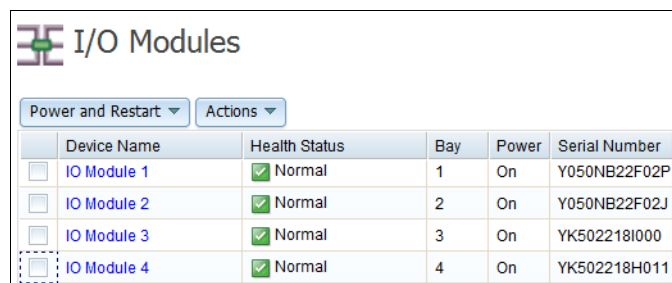 I/O Modules
Power and Restart Actions
Device Name Health Status Bay Power Serial Number
IO Module 1 Normal 1 On Y050NB22F02P
IO Module 2 Normal 2 On Y050NB22F02J
IO Module 3 Normal 3 On YK502218I000
IO Module 4 Normal 4 On YK502218H011